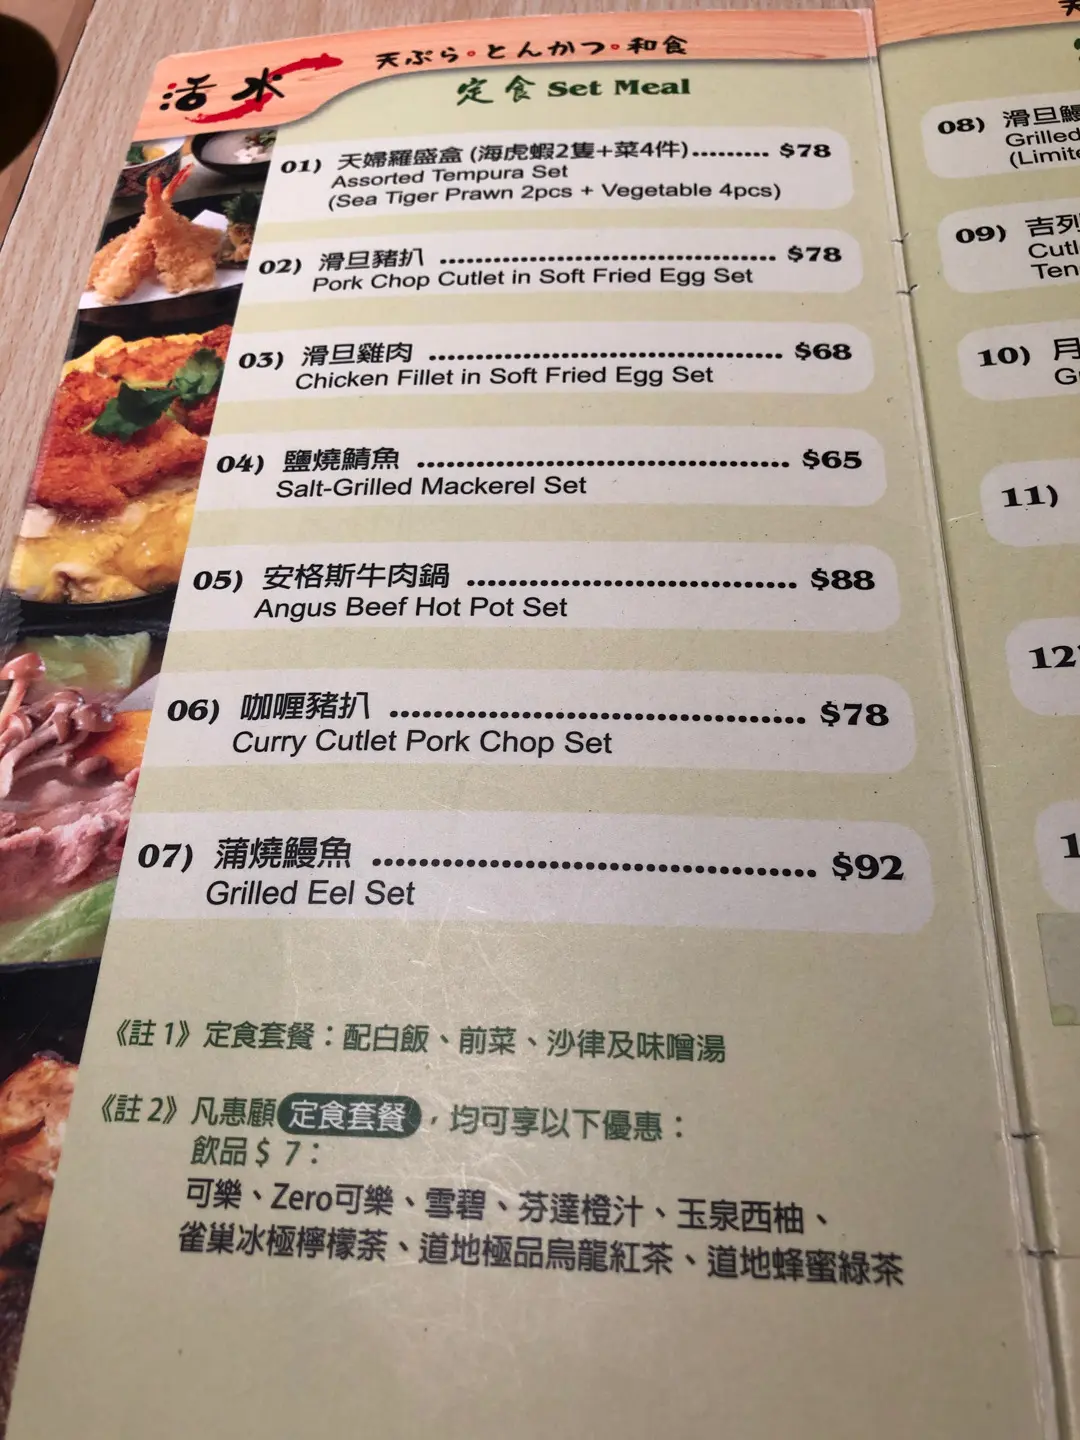 活水
天ぷら•とんかつ•和食
定食 Set Meal
01) 天婦羅盛盒 (海虎蝦2隻+菜4件)......... $78
Assorted Tempura Set
(Sea Tiger Prawn 2pcs + Vegetable 4pcs)
02) 滑旦豬扒 ........................................ $78
Pork Chop Cutlet in Soft Fried Egg Set
03) 滑旦雞肉 ........................................ $68
Chicken Fillet in Soft Fried Egg Set
04) 鹽燒鯖魚 ........................................ $65
Salt-Grilled Mackerel Set
05) 安格斯牛肉鍋 ................................ $88
Angus Beef Hot Pot Set
06) 咖喱豬扒 ........................................ $78
Curry Cutlet Pork Chop Set
07) 蒲燒鰻魚 ........................................ $92
Grilled Eel Set
《註 1》定食套餐：配白飯、前菜、沙律及味噌湯
《註 2》凡惠顧 定食套餐，均可享以下優惠：
飲品 $ 7：
可樂、Zero可樂、雪碧、芬達橙汁、玉泉西柚、
雀巢冰極檸檬茶、道地極品烏龍紅茶、道地蜂蜜綠茶
08) 滑旦鰻
Grilled
(Limite
09) 吉列
Cutl
Ten
10) 月
G
11)
12
1